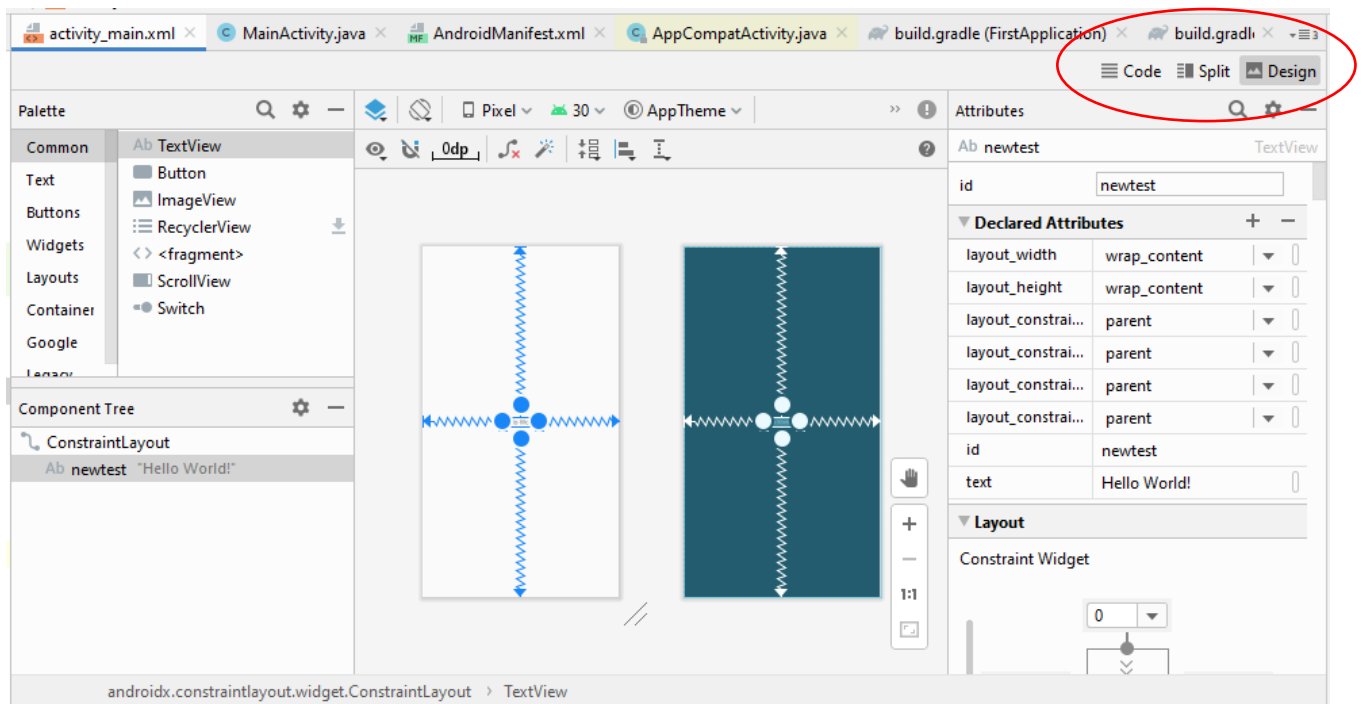 activity_main.xml MainActivity.java AndroidManifest.xml AppCompatActivity.java build.gradle (FirstApplication) build.gradl 3
Code Split Design
Palette
Common
Text
Buttons
Widgets
Layouts
Container
Google
Legacy
Ab TextView
Button
ImageView
RecyclerView
<fragment>
ScrollView
Switch
Component Tree
ConstraintLayout
Ab newtest "Hello World!"
Pixel 30 AppTheme
0dp
1:1
Attributes
Ab newtest TextView
id newtest
Declared Attributes
layout_width wrap_content
layout_height wrap_content
layout_constrai... parent
layout_constrai... parent
layout_constrai... parent
layout_constrai... parent
id newtest
text Hello World!
Layout
Constraint Widget
0
androidx.constraintlayout.widget.ConstraintLayout > TextView